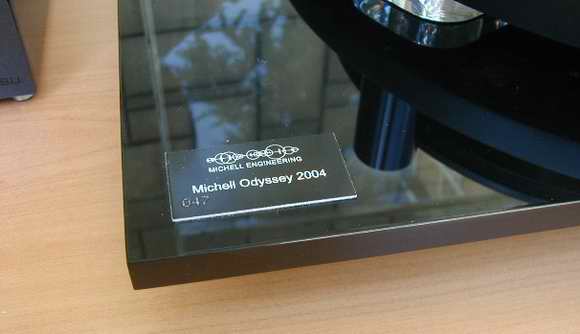 MICHELL ENGINEERING
Michell Odyssey 2004
047